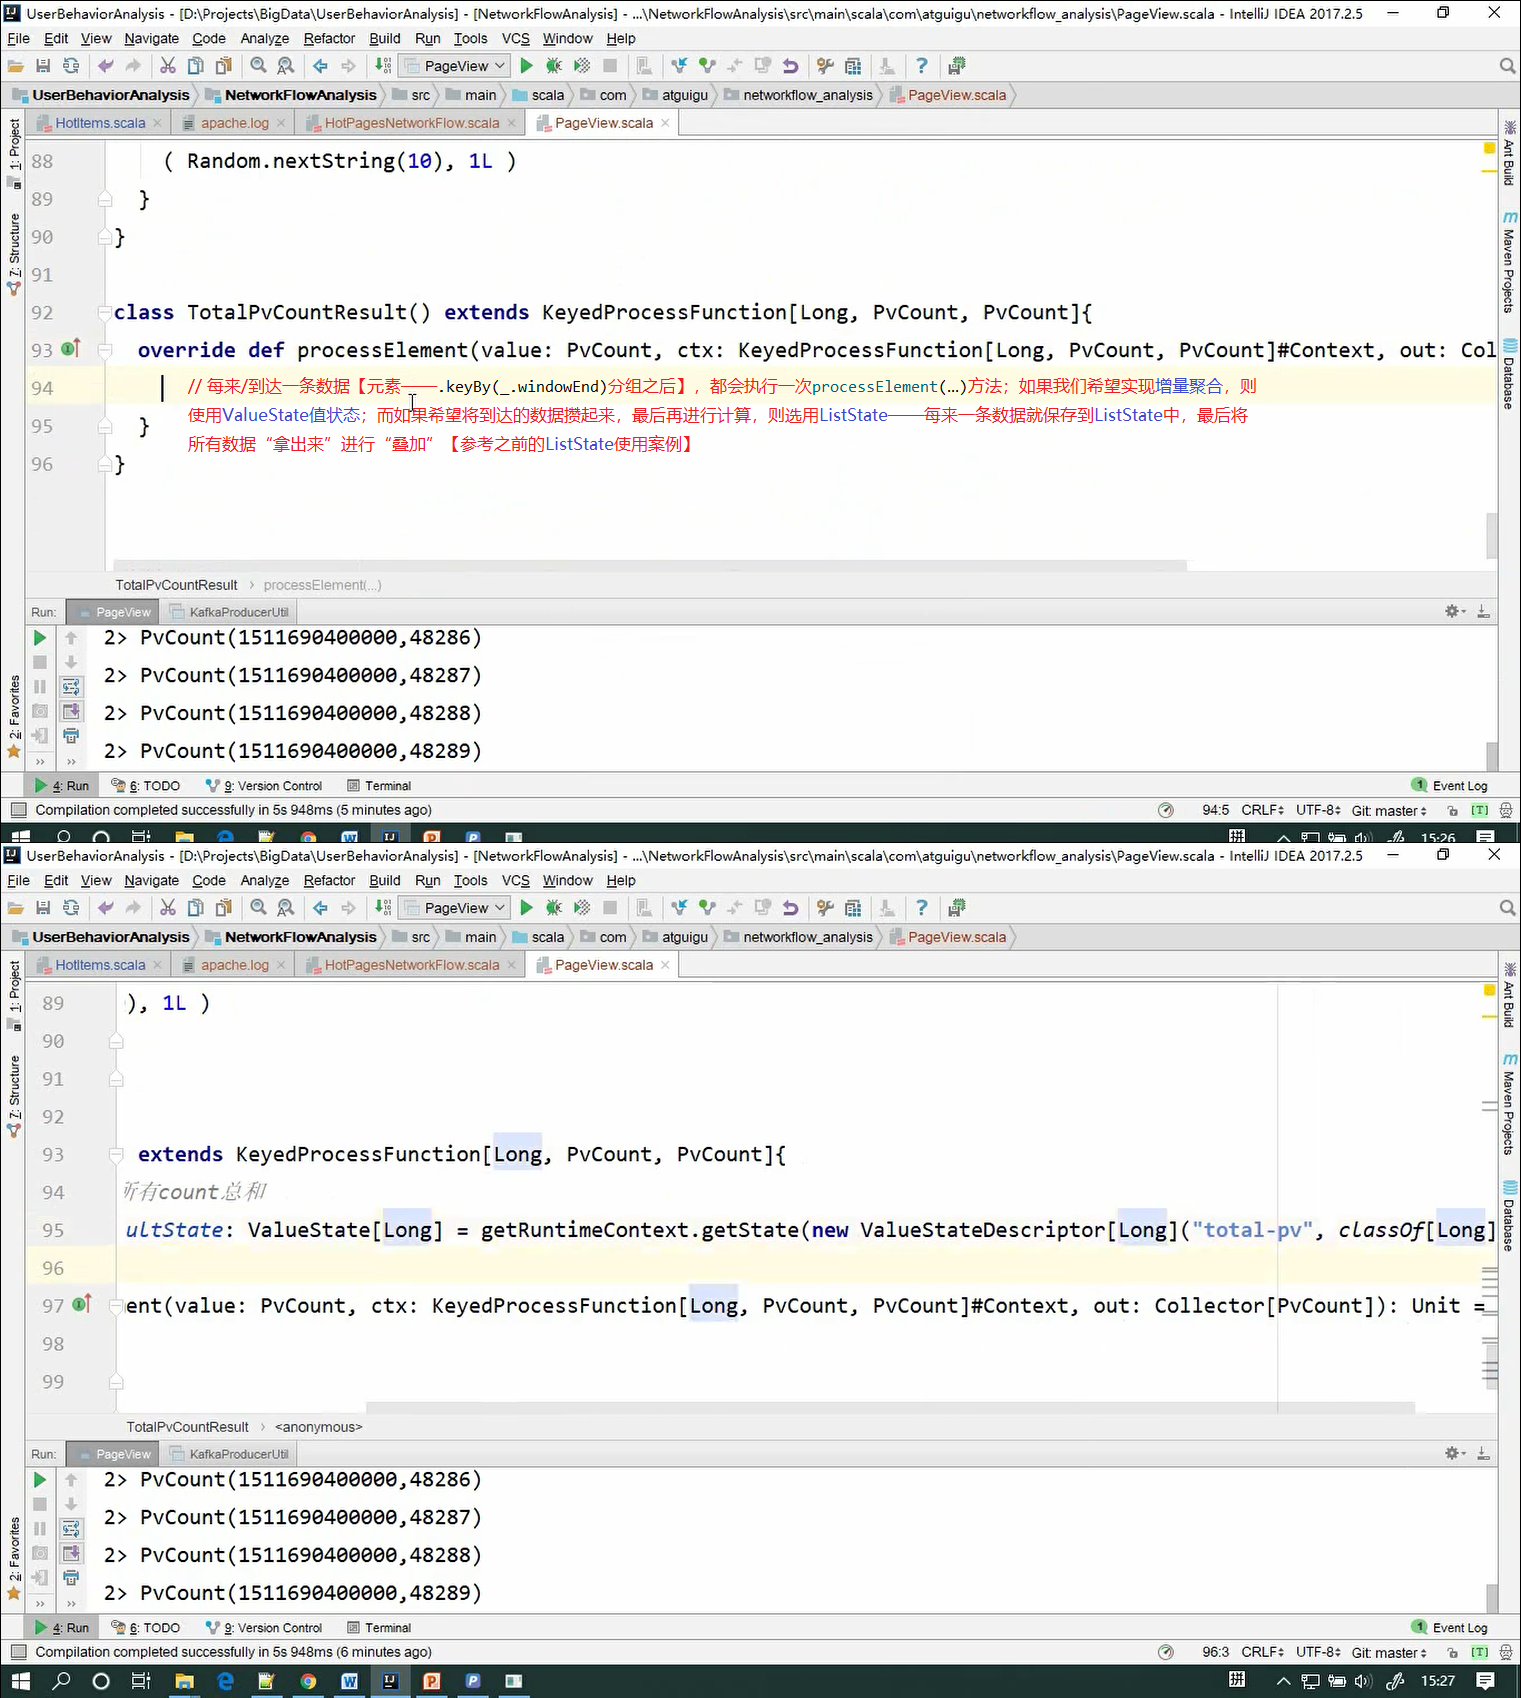 UserBehaviorAnalysis - [D:\Projects\BigData\UserBehaviorAnalysis] - [NetworkFlowAnalysis] - ...\NetworkFlowAnalysis\src\main\scala\com\atguigu\networkflow_analysis\PageView.scala - IntelliJ IDEA 2017.2.5
File Edit View Navigate Code Analyze Refactor Build Run Tools VCS Window Help
PageView
UserBehaviorAnalysis NetworkFlowAnalysis src main scala com atguigu networkflow_analysis PageView.scala
HotItems.scala apache.log HotPagesNetworkFlow.scala PageView.scala
1: Project
7: Structure
2: Favorites
Ant Build
Maven Projects
Database
88 ( Random.nextString(10), 1L )
89 }
90 }
91
92 class TotalPvCountResult() extends KeyedProcessFunction[Long, PvCount, PvCount]{
93 override def processElement(value: PvCount, ctx: KeyedProcessFunction[Long, PvCount, PvCount]#Context, out: Col
94 // 每来/到达一条数据【元素——.keyBy(_.windowEnd)分组之后】，都会执行一次processElement(…)方法；如果我们希望实现增量聚合，则
使用ValueState值状态；而如果希望将到达的数据攒起来，最后再进行计算，则选用ListState——每来一条数据就保存到ListState中，最后将
95 }
所有数据“拿出来”进行“叠加”【参考之前的ListState使用案例】
96 }
TotalPvCountResult processElement(...)
Run: PageView KafkaProducerUtil
2> PvCount(1511690400000,48286)
2> PvCount(1511690400000,48287)
2> PvCount(1511690400000,48288)
2> PvCount(1511690400000,48289)
4: Run 6: TODO 9: Version Control Terminal 1 Event Log
Compilation completed successfully in 5s 948ms (5 minutes ago) 94:5 CRLF UTF-8 Git: master [T]
15:26
UserBehaviorAnalysis - [D:\Projects\BigData\UserBehaviorAnalysis] - [NetworkFlowAnalysis] - ...\NetworkFlowAnalysis\src\main\scala\com\atguigu\networkflow_analysis\PageView.scala - IntelliJ IDEA 2017.2.5
File Edit View Navigate Code Analyze Refactor Build Run Tools VCS Window Help
PageView
UserBehaviorAnalysis NetworkFlowAnalysis src main scala com atguigu networkflow_analysis PageView.scala
HotItems.scala apache.log HotPagesNetworkFlow.scala PageView.scala
1: Project
7: Structure
2: Favorites
Ant Build
Maven Projects
Database
89 ), 1L )
90
91
92
93 extends KeyedProcessFunction[Long, PvCount, PvCount]{
94 所有count总和
95 ultState: ValueState[Long] = getRuntimeContext.getState(new ValueStateDescriptor[Long]("total-pv", classOf[Long]
96
97 ent(value: PvCount, ctx: KeyedProcessFunction[Long, PvCount, PvCount]#Context, out: Collector[PvCount]): Unit =
98
99
TotalPvCountResult <anonymous>
Run: PageView KafkaProducerUtil
2> PvCount(1511690400000,48286)
2> PvCount(1511690400000,48287)
2> PvCount(1511690400000,48288)
2> PvCount(1511690400000,48289)
4: Run 6: TODO 9: Version Control Terminal 1 Event Log
Compilation completed successfully in 5s 948ms (6 minutes ago) 96:3 CRLF UTF-8 Git: master [T]
拼 15:27